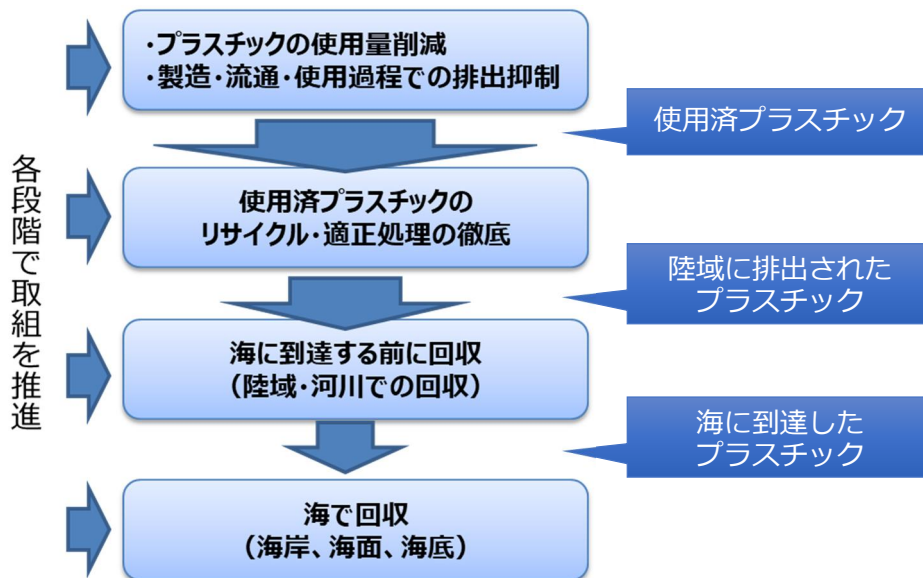 ・プラスチックの使用量削減
・製造・流通・使用過程での排出抑制
使用済プラスチック
各段階で取組を推進
使用済プラスチックの
リサイクル・適正処理の徹底
陸域に排出された
プラスチック
海に到達する前に回収
（陸域・河川での回収）
海に到達した
プラスチック
海で回収
（海岸、海面、海底）